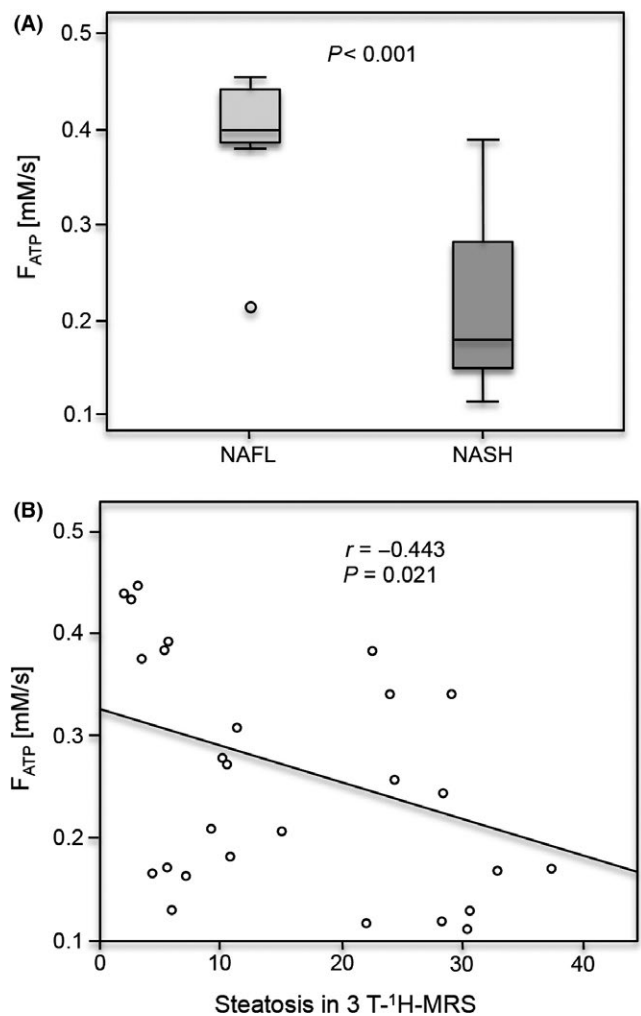 (A)
P < 0.001
F_ATP [mM/s]
0.5
0.4
0.3
0.2
0.1
NAFL NASH
(B)
r = –0.443
P = 0.021
F_ATP [mM/s]
0.5
0.4
0.3
0.2
0.1
0 10 20 30 40
Steatosis in 3 T-¹H-MRS